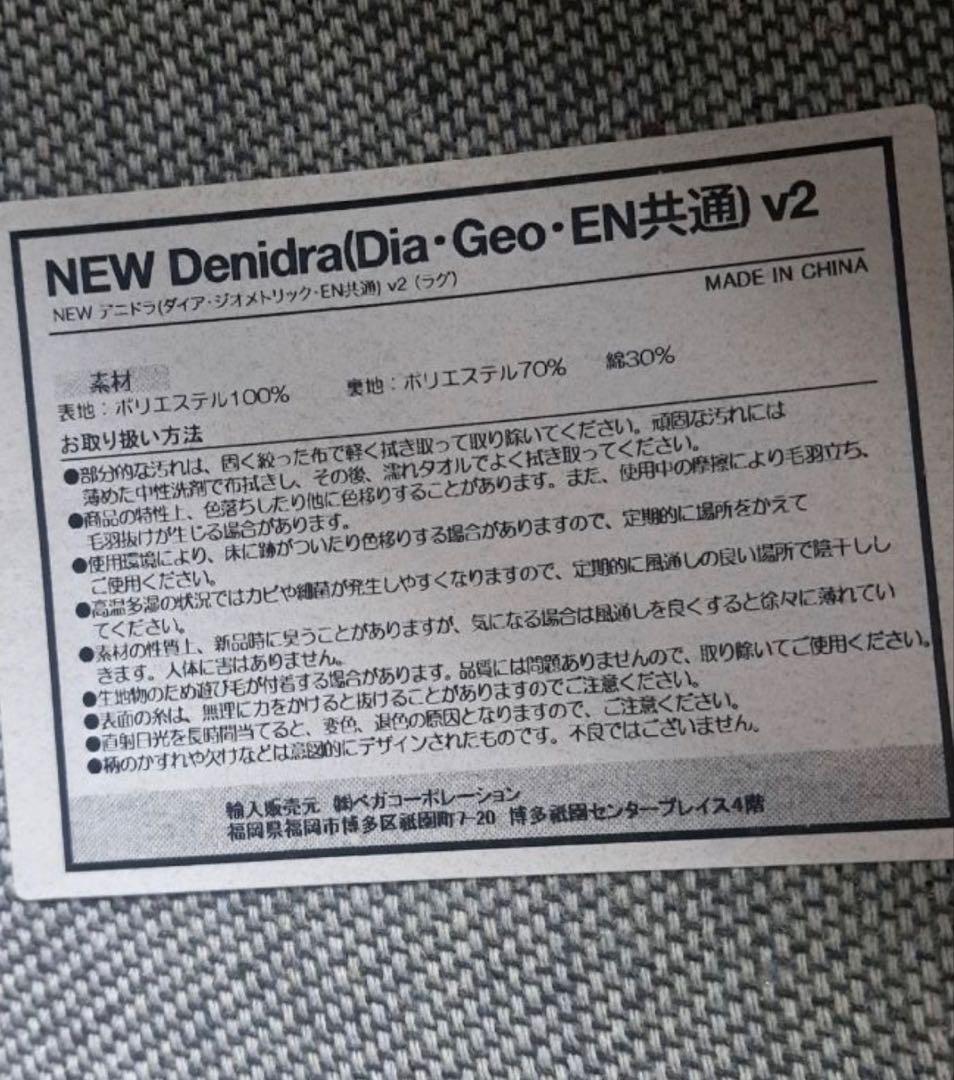 NEW Denidra(Dia・Geo・EN共通) v2
NEW デニドラ(ダイア・ジオメトリック・EN共通) v2 (ラグ)
MADE IN CHINA
素材
表地：ポリエステル100% 裏地：ポリエステル70% 綿30%
お取り扱い方法
●部分的な汚れは、固く絞った布で軽く拭き取って取り除いてください。頑固な汚れには
薄めた中性洗剤で布拭きし、その後、濡れタオルでよく拭き取ってください。
●商品の特性上、色落ちしたり他に色移りすることがあります。また、使用中の摩擦により毛羽立ち、
毛羽抜けが生じる場合があります。
●使用環境により、床に跡がついたり色移りする場合がありますので、定期的に場所をかえて
ご使用ください。
●高温多湿の状況ではカビや細菌が発生しやすくなりますので、定期的に風通しの良い場所で陰干しし
てください。
●素材の性質上、新品時に臭うことがありますが、気になる場合は風通しを良くすると徐々に薄れてい
きます。人体に害はありません。
●生地物のため遊び毛が付着する場合があります。品質には問題ありませんので、取り除いてご使用ください。
●表面の糸は、無理に力をかけると抜けることがありますのでご注意ください。
●直射日光を長時間当てると、変色、退色の原因となりますので、ご注意ください。
●柄のかすれや欠けなどは意図的にデザインされたものです。不良ではございません。
輸入販売元 ㈱ベガコーポレーション
福岡県福岡市博多区祇園町7-20 博多祇園センタープレイス4階